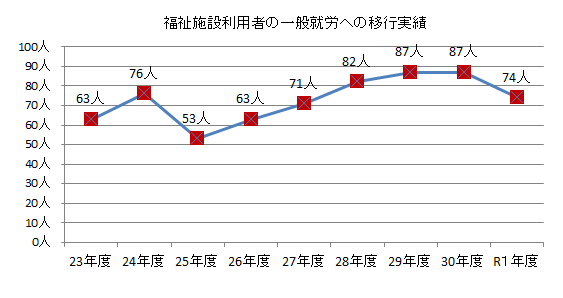 福祉施設利用者の一般就労への移行実績
100人
90人
80人
70人
60人
50人
40人
30人
20人
10人
0人
63人
76人
53人
63人
71人
82人
87人
87人
74人
23年度 24年度 25年度 26年度 27年度 28年度 29年度 30年度 R1年度